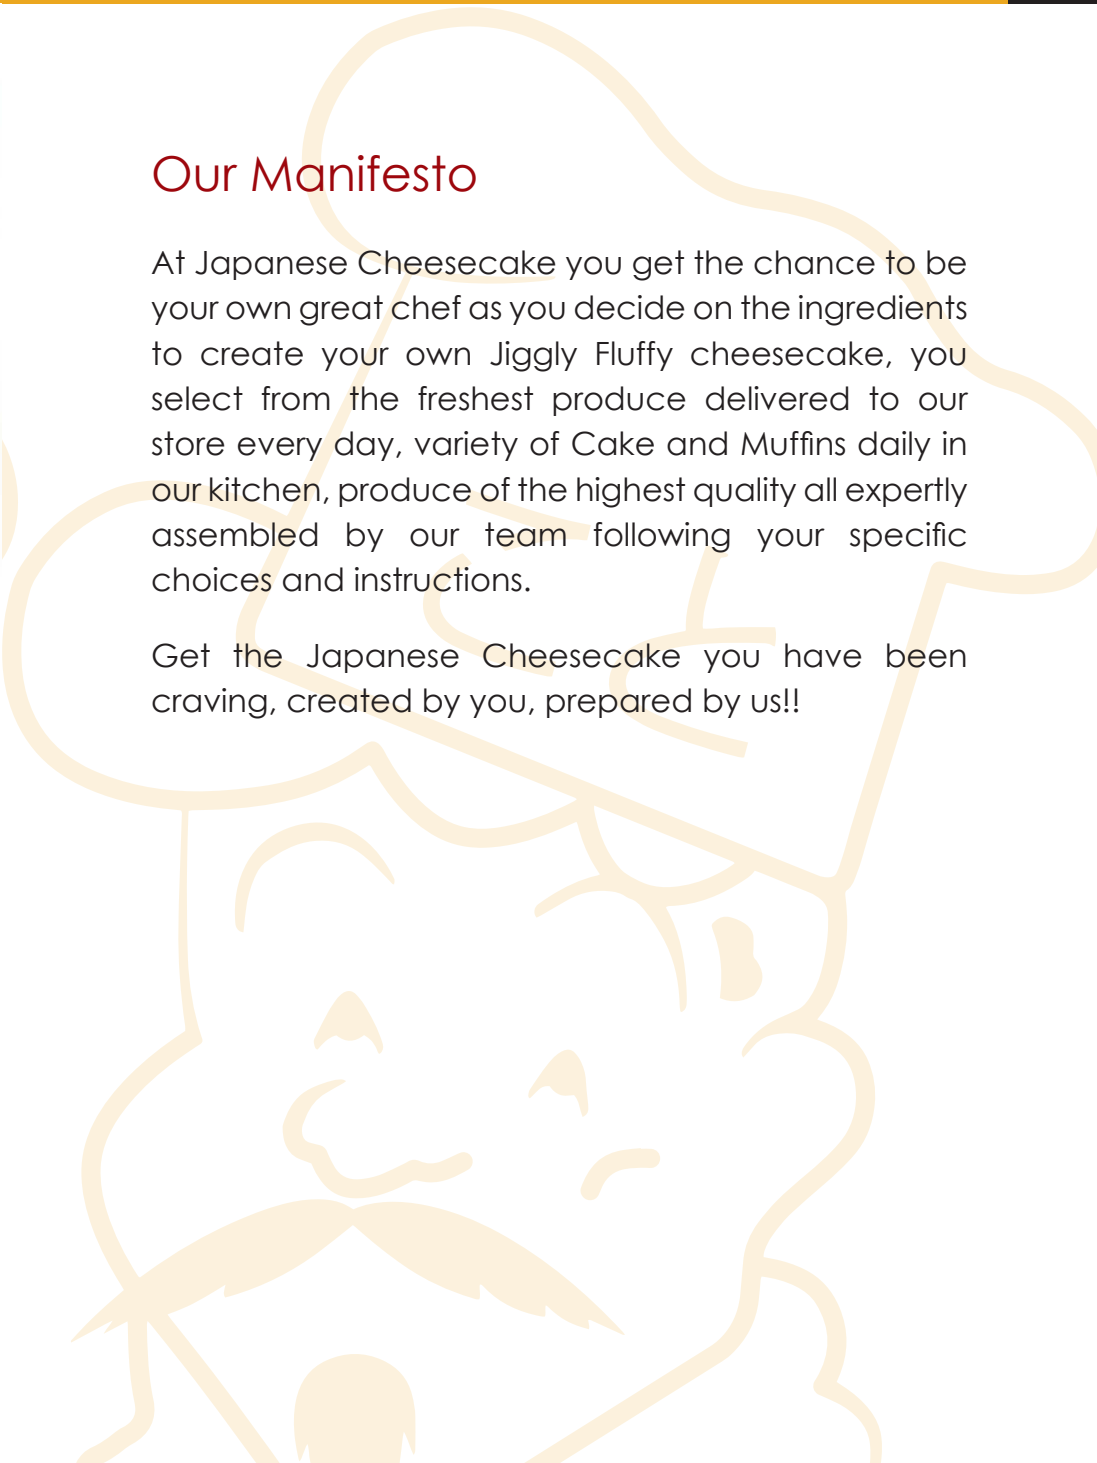 Our Manifesto
At Japanese Cheesecake you get the chance to be
your own great chef as you decide on the ingredients
to create your own Jiggly Fluffy cheesecake, you
select from the freshest produce delivered to our
store every day, variety of Cake and Muffins daily in
our kitchen, produce of the highest quality all expertly
assembled by our team following your specific
choices and instructions.
Get the Japanese Cheesecake you have been
craving, created by you, prepared by us!!